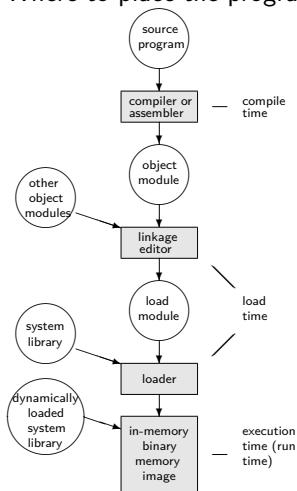 Where to place the progra
source
program
compiler or
assembler
compile
time
object
module
other
object
modules
linkage
editor
load
module
load
time
system
library
loader
dynamically
loaded
system
library
in-memory
binary
memory
image
execution
time (run
time)